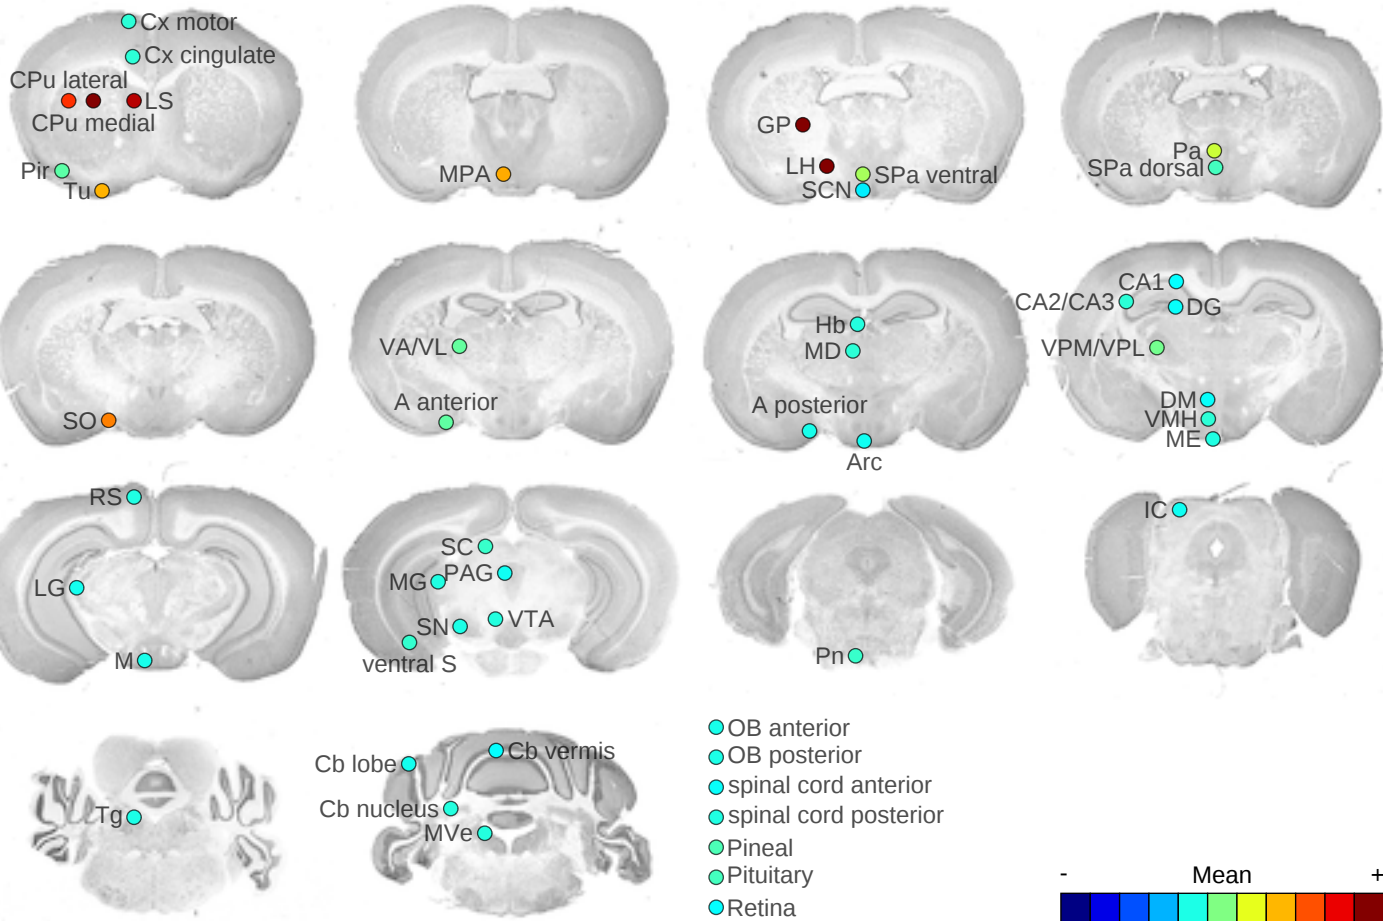 Cx motor
Cx cingulate
CPu lateral
LS
CPu medial
Pir
Tu
MPA
GP
LH
SPa ventral
SCN
Pa
SPa dorsal
SO
VA/VL
A anterior
Hb
MD
A posterior
Arc
CA1
CA2/CA3
DG
VPM/VPL
DM
VMH
ME
RS
LG
M
SC
PAG
MG
VTA
SN
ventral S
Pn
IC
Tg
Cb vermis
Cb lobe
Cb nucleus
MVe
OB anterior
OB posterior
spinal cord anterior
spinal cord posterior
Pineal
Pituitary
Retina
- Mean +